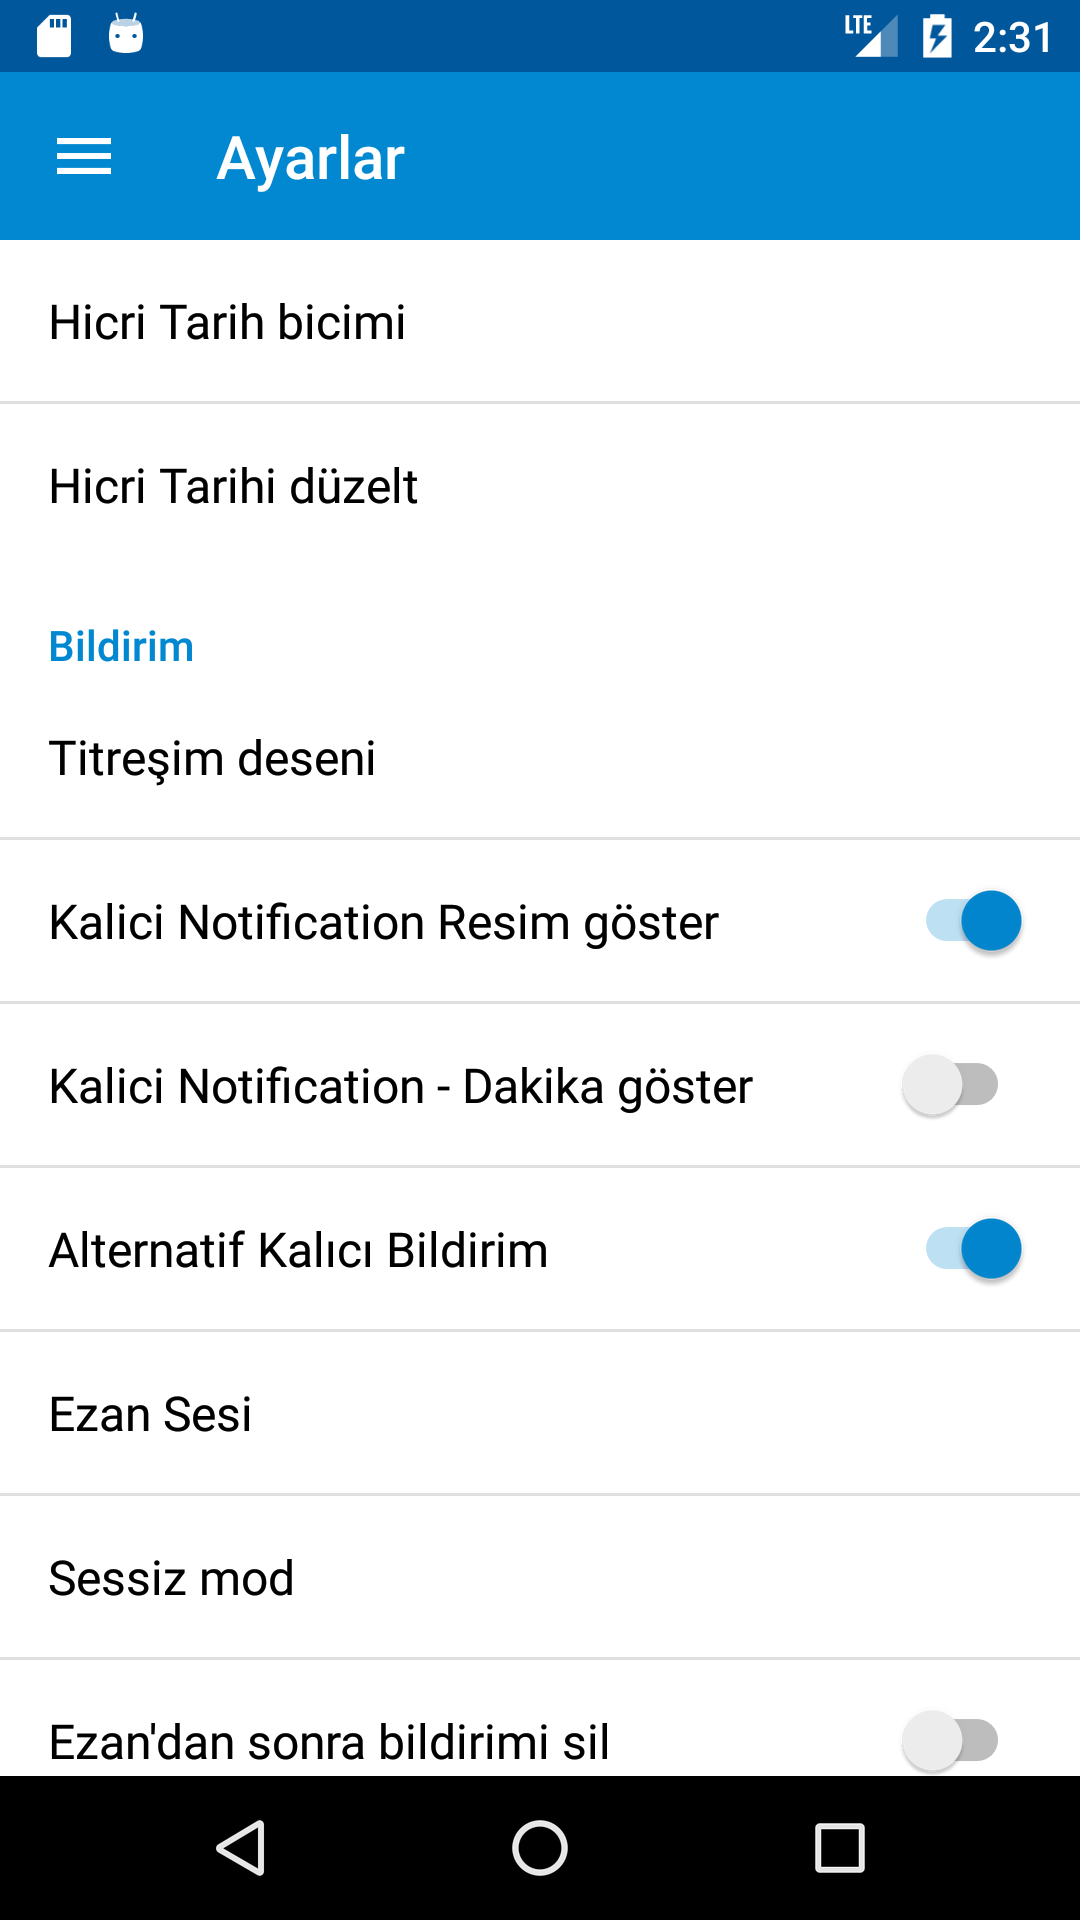 LTE 2:31
Ayarlar
Hicri Tarih bicimi
Hicri Tarihi düzelt
Bildirim
Titreşim deseni
Kalici Notification Resim göster
Kalici Notification - Dakika göster
Alternatif Kalıcı Bildirim
Ezan Sesi
Sessiz mod
Ezan'dan sonra bildirimi sil